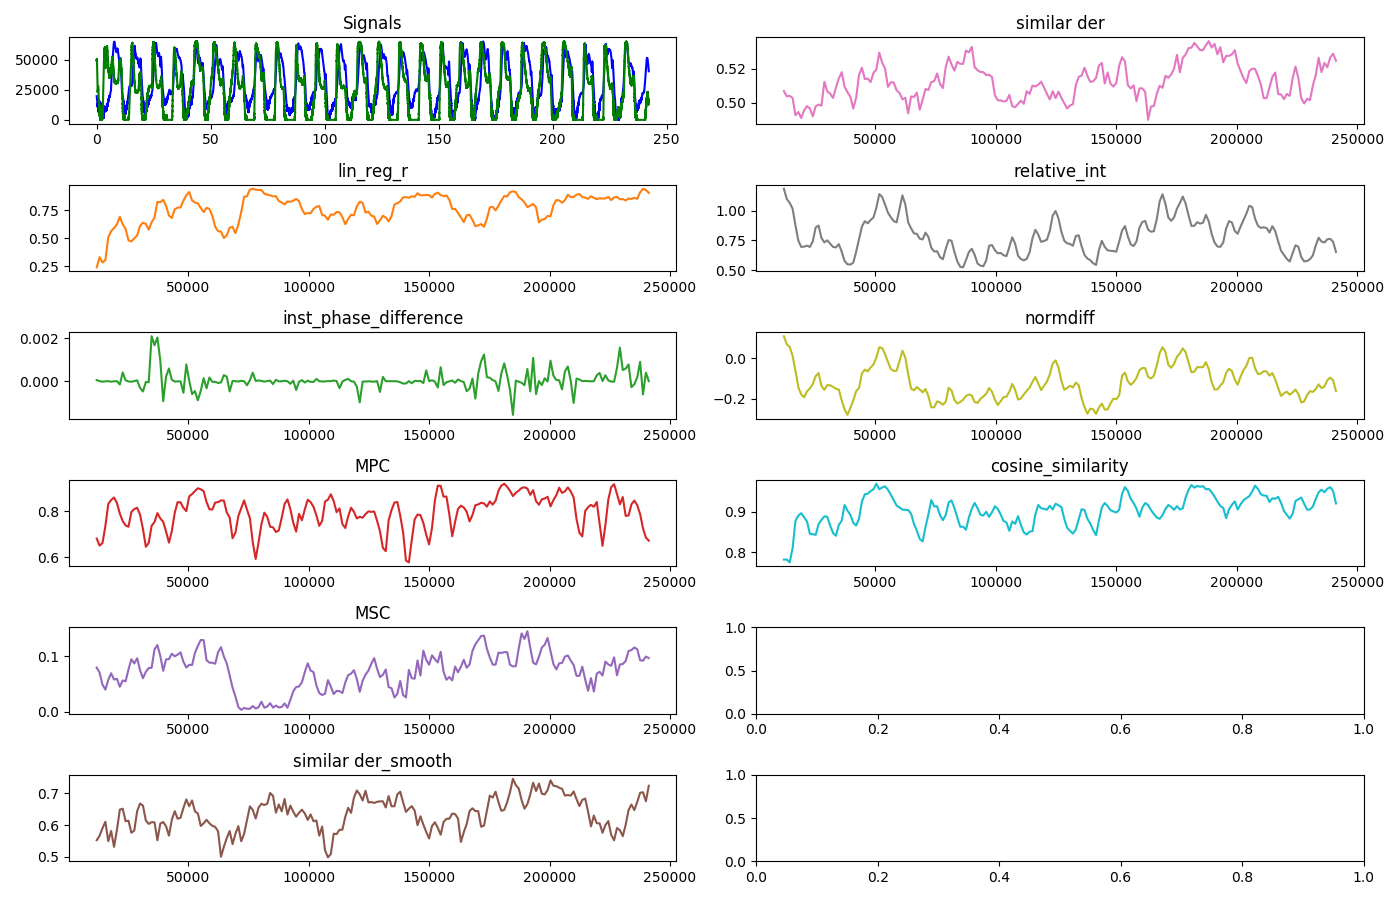 Signals
50000
25000
0
0 50 100 150 200 250
similar der
0.52
0.50
50000 100000 150000 200000 250000
lin_reg_r
0.75
0.50
0.25
50000 100000 150000 200000 250000
relative_int
1.00
0.75
0.50
50000 100000 150000 200000 250000
inst_phase_difference
0.002
0.000
50000 100000 150000 200000 250000
normdiff
0.0
−0.2
50000 100000 150000 200000 250000
MPC
0.8
0.6
50000 100000 150000 200000 250000
cosine_similarity
0.9
0.8
50000 100000 150000 200000 250000
MSC
0.1
0.0
50000 100000 150000 200000 250000
1.0
0.5
0.0
0.0 0.2 0.4 0.6 0.8 1.0
similar der_smooth
0.7
0.6
0.5
50000 100000 150000 200000 250000
1.0
0.5
0.0
0.0 0.2 0.4 0.6 0.8 1.0